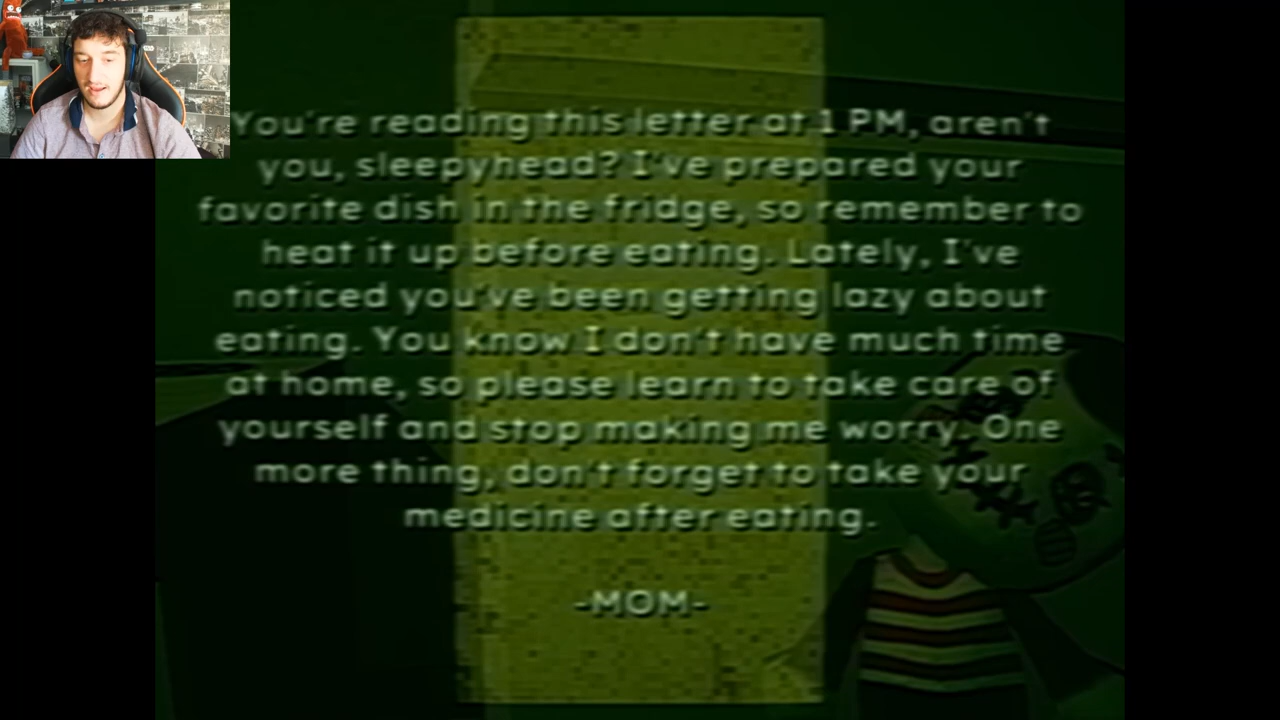 You're reading this letter at 1 PM, aren't
you, sleepyhead? I've prepared your
favorite dish in the fridge, so remember to
heat it up before eating. Lately, I've
noticed you've been getting lazy about
eating. You know I don't have much time
at home, so please learn to take care of
yourself and stop making me worry. One
more thing, don't forget to take your
medicine after eating.
-MOM-